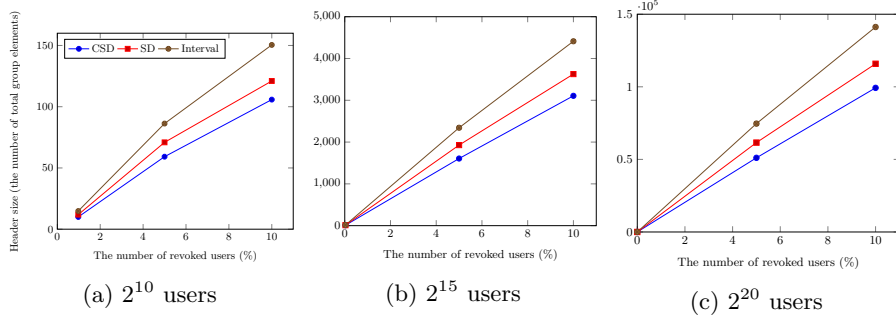 Header size (the number of total group elements)
150
100
50
0
CSD SD Interval
0 2 4 6 8 10
The number of revoked users (%)
(a) 2^10 users
5,000
4,000
3,000
2,000
1,000
0
0 2 4 6 8 10
The number of revoked users (%)
(b) 2^15 users
·10^5
1.5
1
0.5
0
0 2 4 6 8 10
The number of revoked users (%)
(c) 2^20 users